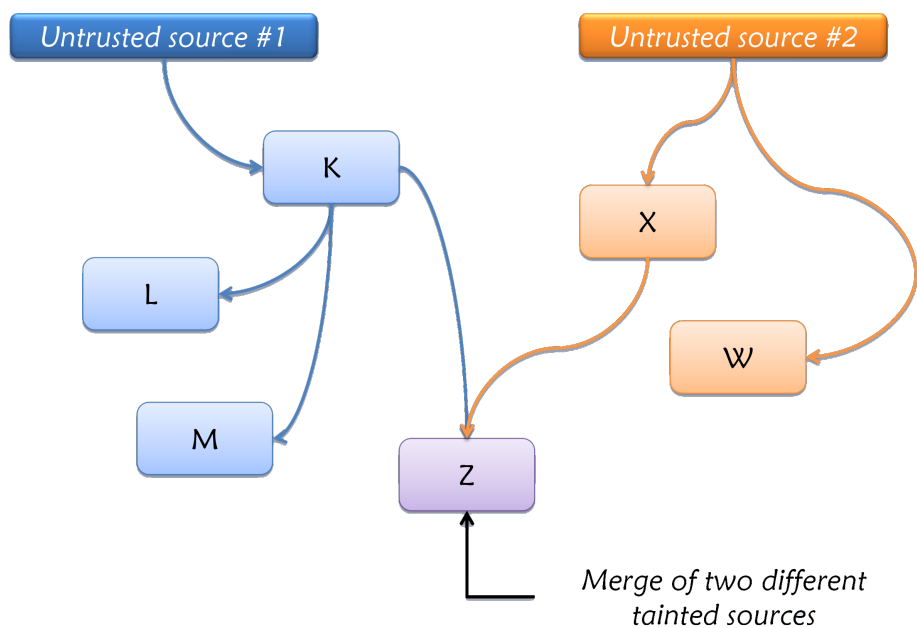 Untrusted source #1
Untrusted source #2
K
X
L
W
M
Z
Merge of two different
tainted sources